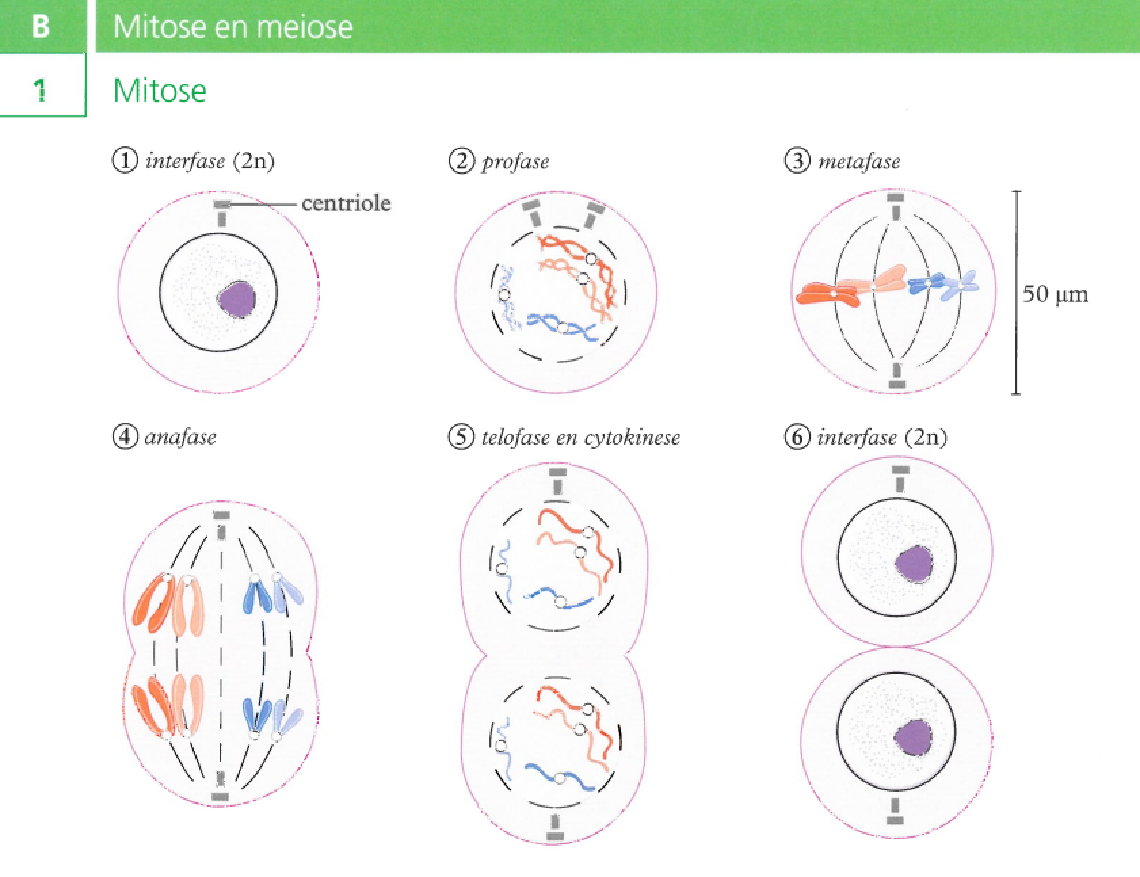 B Mitose en meiose
1 Mitose
① interfase (2n) ② profase ③ metafase
centriole
50 µm
④ anafase ⑤ telofase en cytokinese ⑥ interfase (2n)